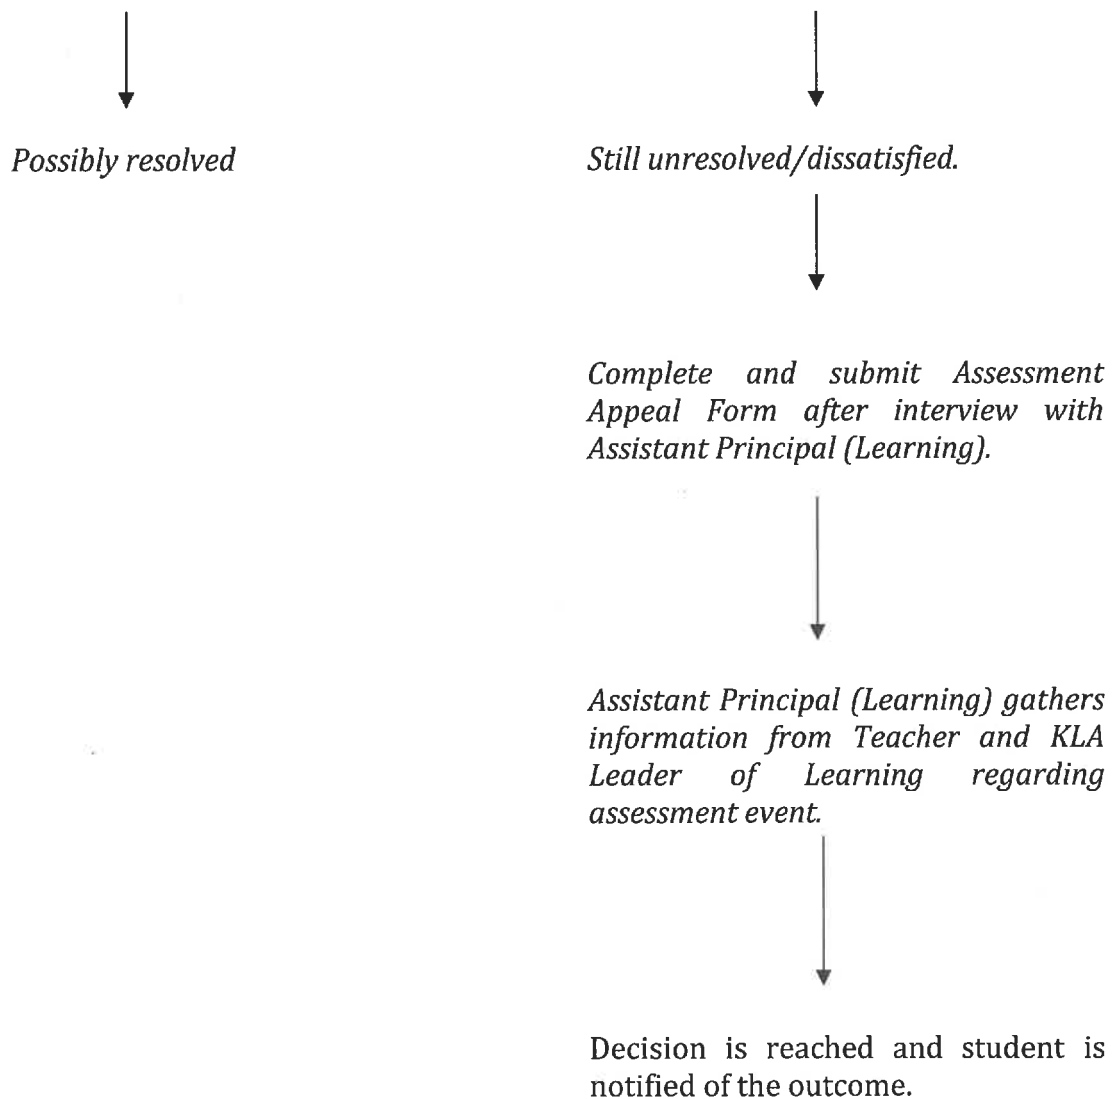 Possibly resolved
Still unresolved/dissatisfied.
Complete and submit Assessment
Appeal Form after interview with
Assistant Principal (Learning).
Assistant Principal (Learning) gathers
information from Teacher and KLA
Leader of Learning regarding
assessment event.
Decision is reached and student is
notified of the outcome.